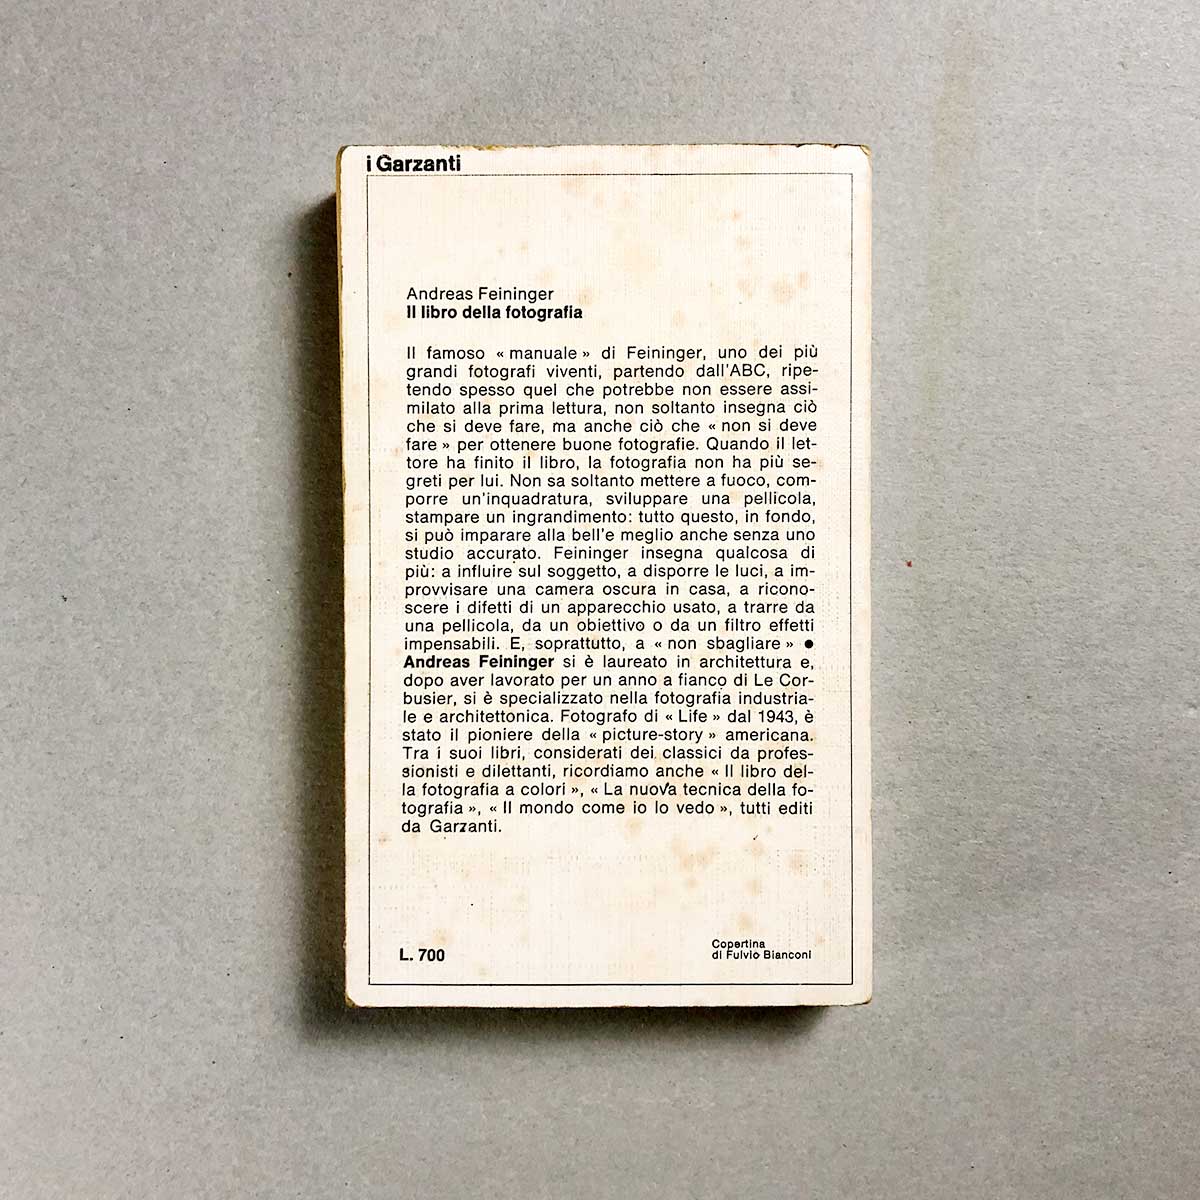 i Garzanti
Andreas Feininger
Il libro della fotografia
Il famoso « manuale » di Feininger, uno dei più
grandi fotografi viventi, partendo dall'ABC, ripe-
tendo spesso quel che potrebbe non essere assi-
milato alla prima lettura, non soltanto insegna ciò
che si deve fare, ma anche ciò che « non si deve
fare » per ottenere buone fotografie. Quando il let-
tore ha finito il libro, la fotografia non ha più se-
greti per lui. Non sa soltanto mettere a fuoco, com-
porre un'inquadratura, sviluppare una pellicola,
stampare un ingrandimento: tutto questo, in fondo,
si può imparare alla bell'e meglio anche senza uno
studio accurato. Feininger insegna qualcosa di
più: a influire sul soggetto, a disporre le luci, a im-
provvisare una camera oscura in casa, a ricono-
scere i difetti di un apparecchio usato, a trarre da
una pellicola, da un obiettivo o da un filtro effetti
impensabili. E, soprattutto, a « non sbagliare » ●
Andreas Feininger si è laureato in architettura e,
dopo aver lavorato per un anno a fianco di Le Cor-
busier, si è specializzato nella fotografia industria-
le e architettonica. Fotografo di « Life » dal 1943, è
stato il pioniere della « picture-story » americana.
Tra i suoi libri, considerati dei classici da profes-
sionisti e dilettanti, ricordiamo anche « Il libro del-
la fotografia a colori », « La nuova tecnica della fo-
tografia », « Il mondo come io lo vedo », tutti editi
da Garzanti.
L. 700
Copertina
di Fulvio Bianconi